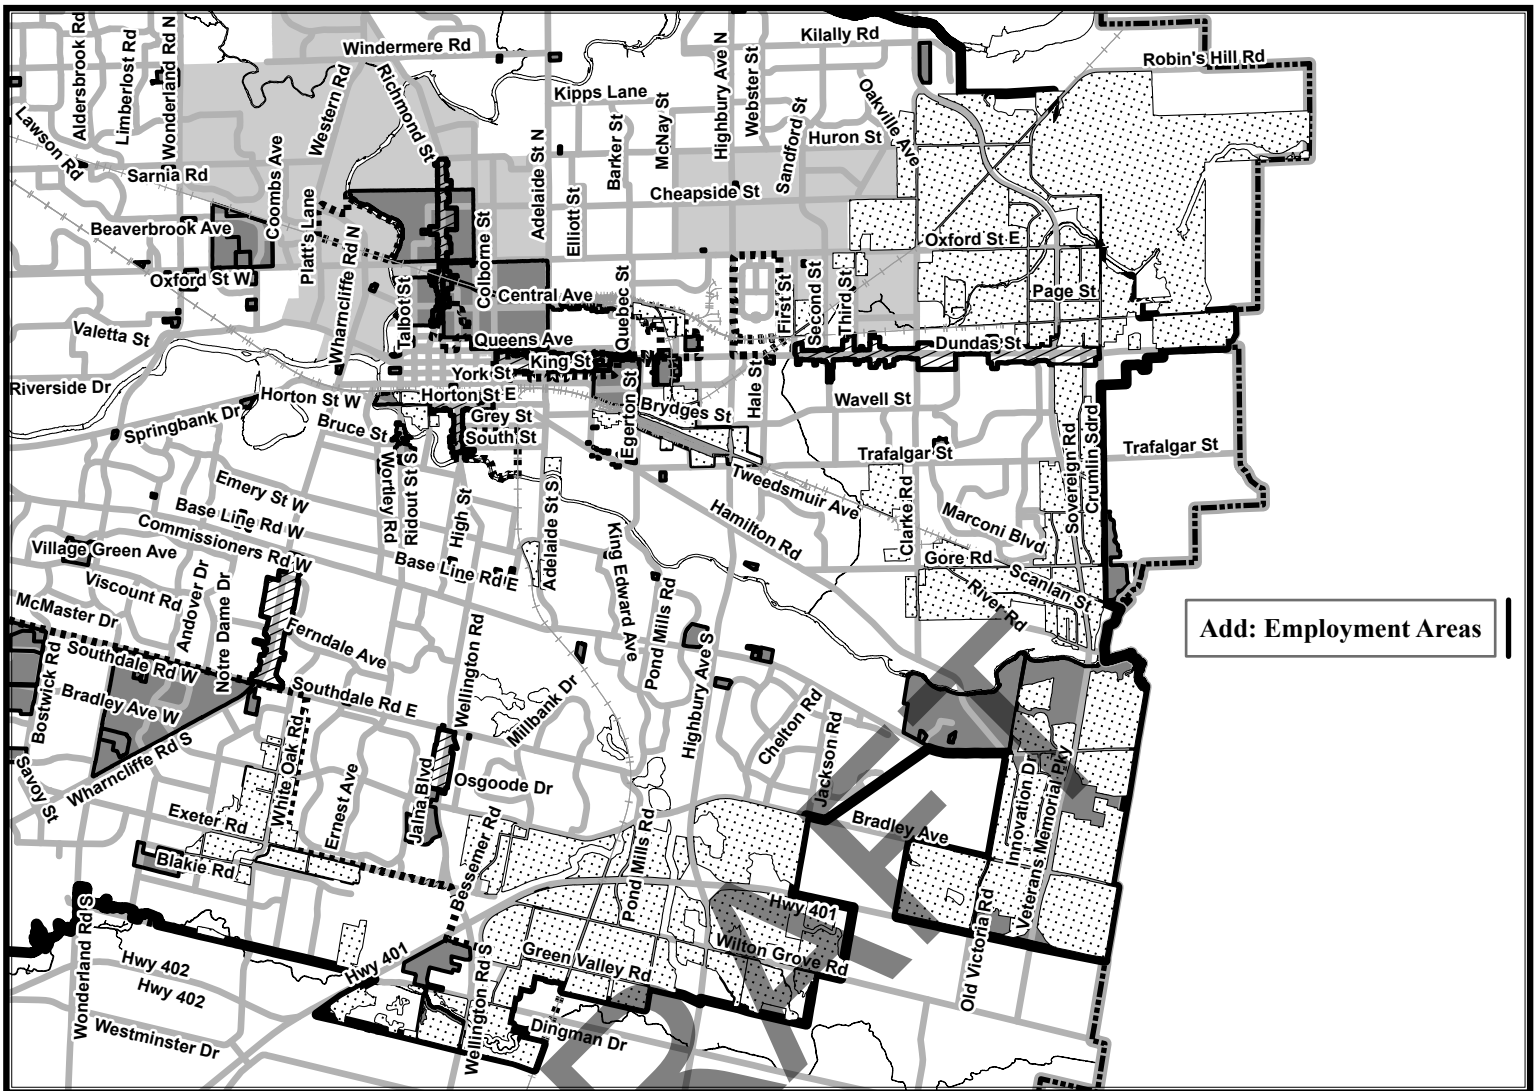 Windermere Rd
Kilally Rd
Robin's Hill Rd
Aldersbrook Rd
Limberlost Rd
Wonderland Rd N
Western Rd
Richmond St
Kipps Lane
Highbury Ave N
Webster St
Oakville Ave
Lawson Rd
Sarnia Rd
Coombs Ave
Adelaide St N
Barker St
McNay St
Sandford St
Huron St
Cheapside St
Platt's Lane
Elliott St
Beaverbrook Ave
Wharncliffe Rd N
Colborne St
Oxford St E
Oxford St W
Talbot St
Central Ave
Quebec St
First St
Second St
Third St
Page St
Valetta St
Queens Ave
Dundas St
King St
York St
Riverside Dr
Horton St W
Horton St E
Egerton St
Hale St
Wavell St
Springbank Dr
Bruce St
Grey St
South St
Brydges St
Trafalgar St
Sovereign Rd
Crumlin Sdrd
Trafalgar St
Wortley Rd
Ridout St S
Tweedsmuir Ave
Emery St W
Base Line Rd W
Commissioners Rd W
High St
Adelaide St S
Hamilton Rd
Clarke Rd
Marconi Blvd
Village Green Ave
Base Line Rd E
King Edward Ave
Gore Rd
Scanlan St
Viscount Rd
Andover Dr
Notre Dame Dr
Pond Mills Rd
River Rd
McMaster Dr
Ferndale Ave
Wellington Rd
Add: Employment Areas
Southdale Rd W
Bostwick Rd
Bradley Ave W
Southdale Rd E
Millbank Dr
Highbury Ave S
Chelton Rd
Jackson Rd
Wharncliffe Rd S
White Oak Rd
Savoy St
Ernest Ave
Jalna Blvd
Osgoode Dr
Innovation Dr
Veterans Memorial Pky
Exeter Rd
Bessemer Rd
Pond Mills Rd
Bradley Ave
Blakie Rd
Hwy 401
Wonderland Rd S
Hwy 401
Wilton Grove Rd
Old Victoria Rd
Green Valley Rd
Wellington Rd S
Hwy 402
Hwy 402
Dingman Dr
Westminster Dr
DRAFT